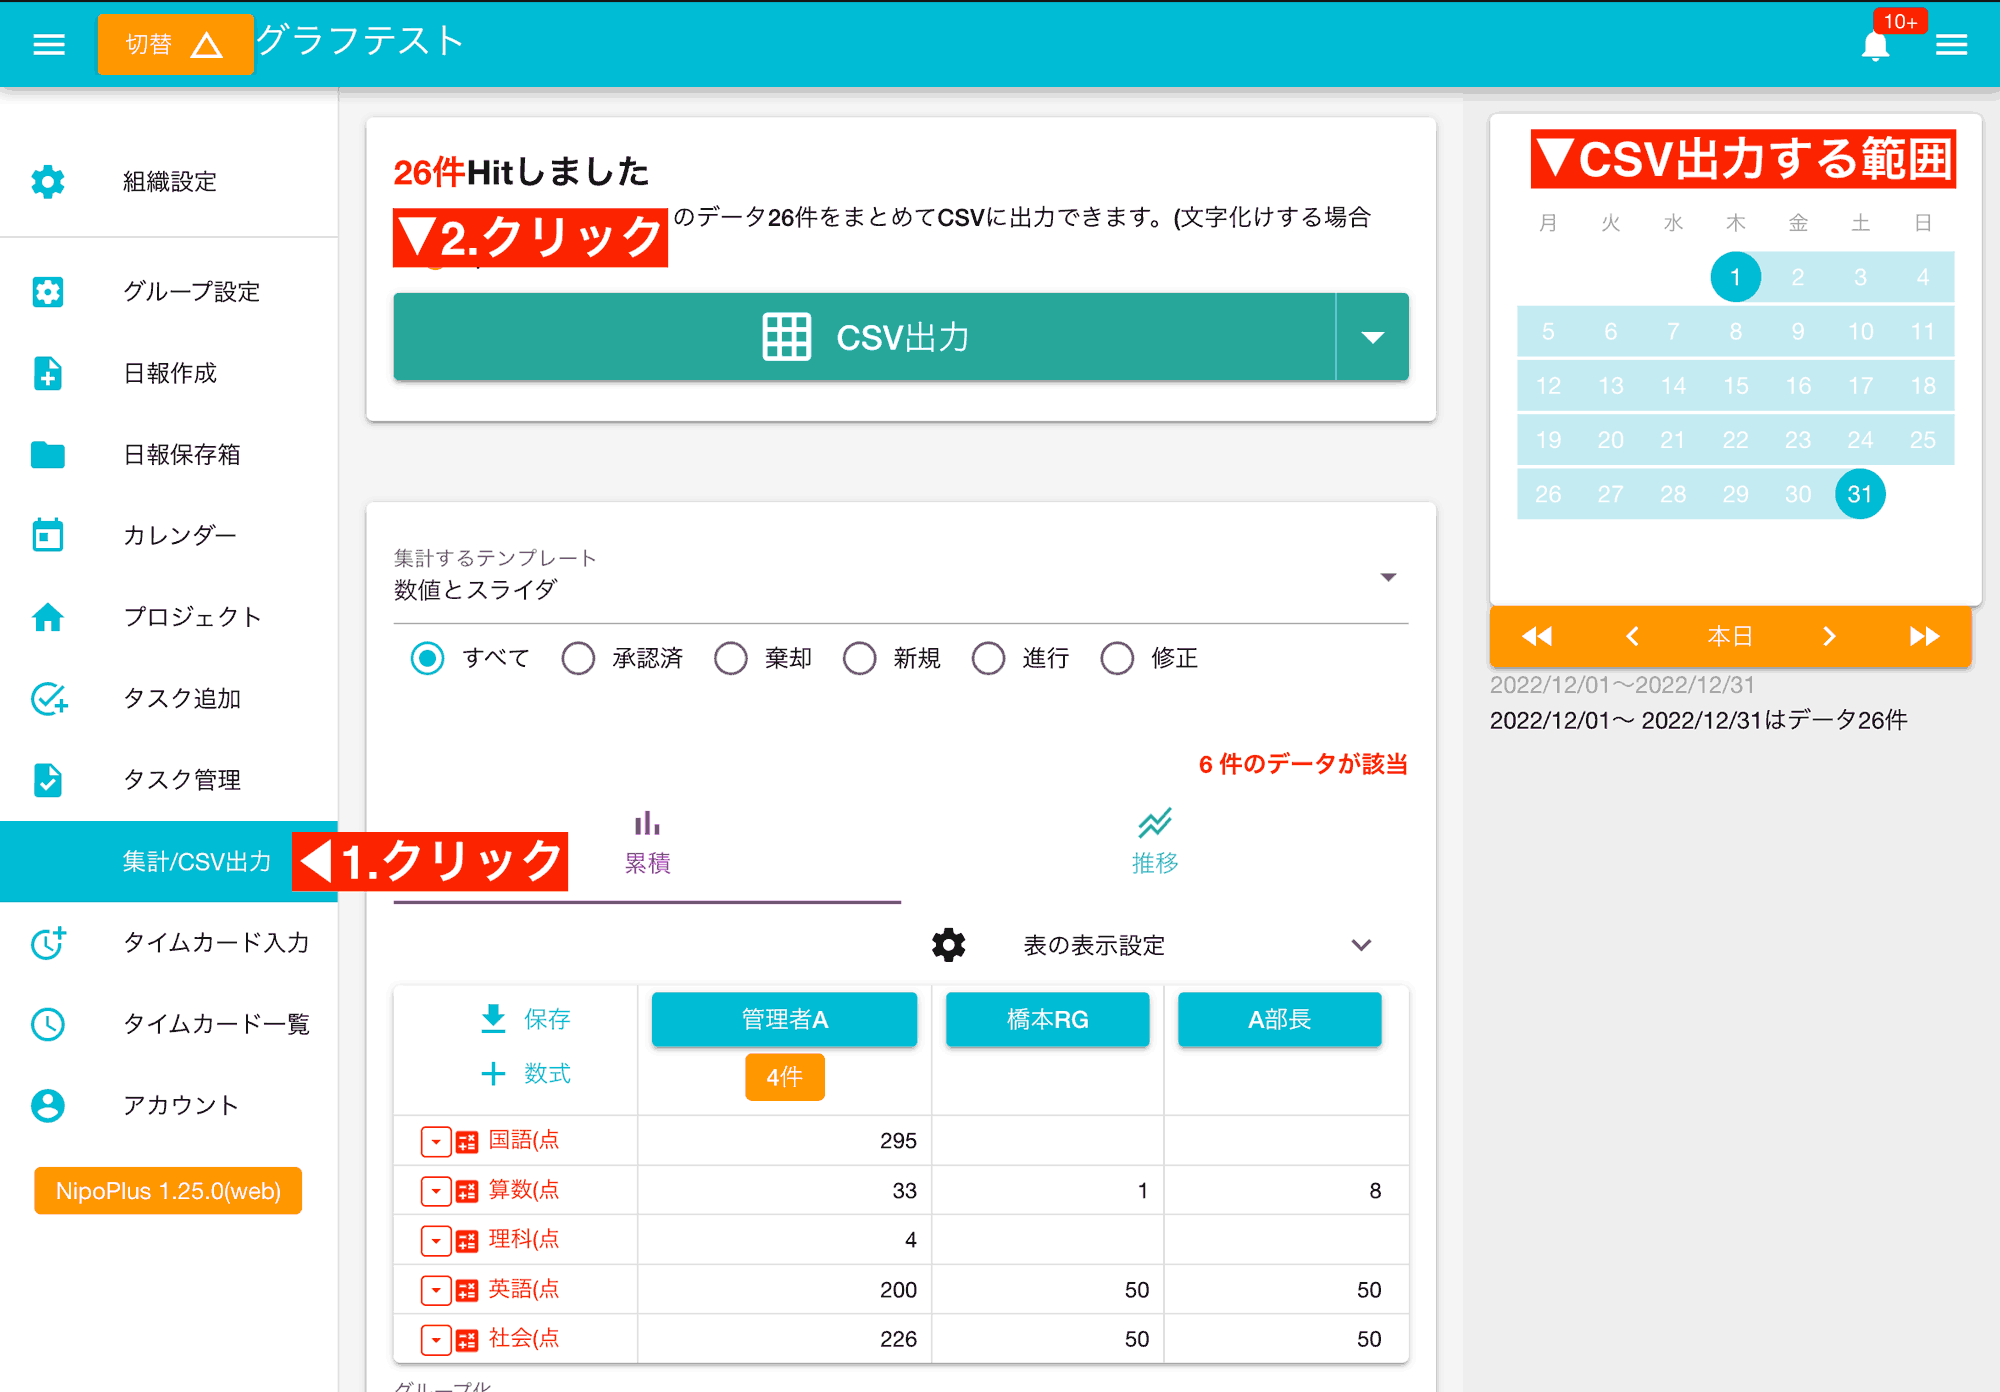 切替
グラフテスト
10+
組織設定
グループ設定
日報作成
日報保存箱
カレンダー
プロジェクト
タスク追加
タスク管理
集計/CSV出力
タイムカード入力
タイムカード一覧
アカウント
NipoPlus 1.25.0(web)
◀1.クリック
26件Hitしました
▼2.クリック
のデータ26件をまとめてCSVに出力できます。(文字化けする場合
CSV出力
集計するテンプレート
数値とスライダ
すべて 承認済 棄却 新規 進行 修正
6 件のデータが該当
累積 推移
表の表示設定
保存 管理者A 橋本RG A部長
数式 4件
国語(点 295
算数(点 33 1 8
理科(点 4
英語(点 200 50 50
社会(点 226 50 50
グループ化
▼CSV出力する範囲
月 火 水 木 金 土 日
1 2 3 4
5 6 7 8 9 10 11
12 13 14 15 16 17 18
19 20 21 22 23 24 25
26 27 28 29 30 31
本日
2022/12/01〜2022/12/31
2022/12/01〜 2022/12/31はデータ26件